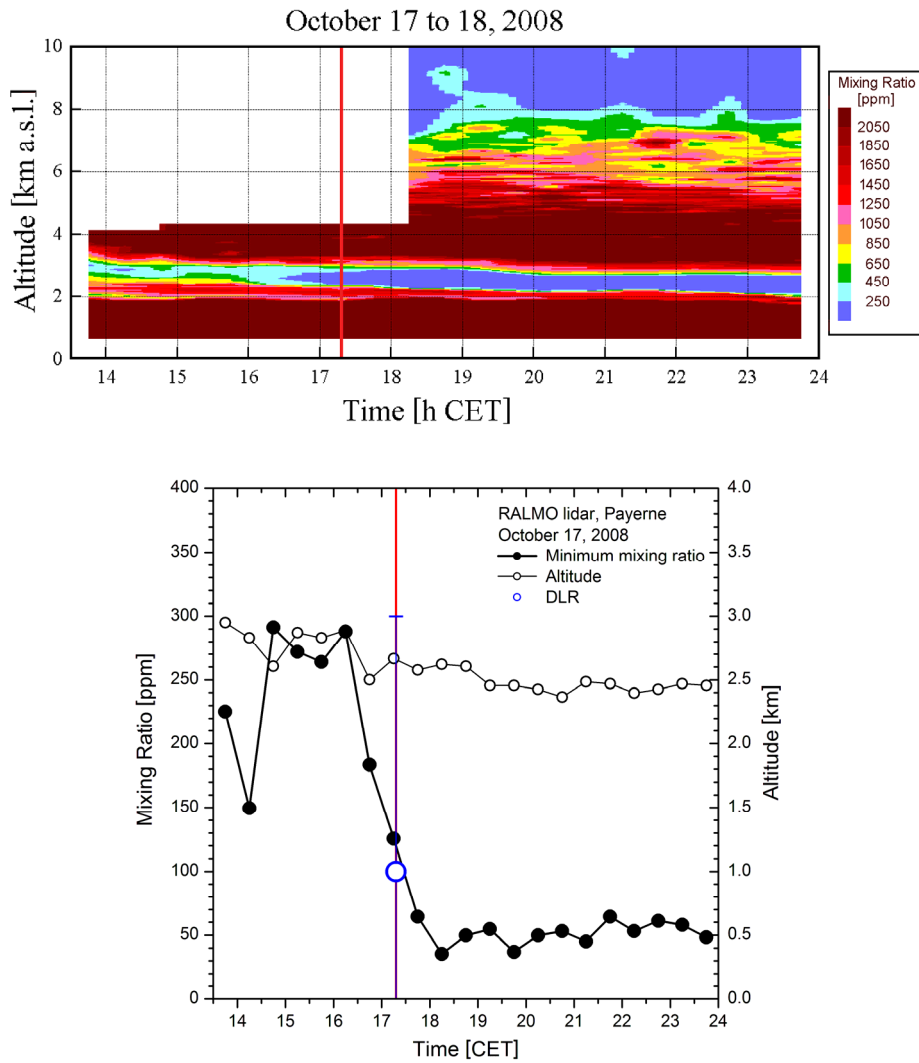 October 17 to 18, 2008
10
8
6
4
2
0
Altitude [km a.s.l.]
14 15 16 17 18 19 20 21 22 23 24
Time [h CET]
Mixing Ratio
[ppm]
2050
1850
1650
1450
1250
1050
850
650
450
250
400
350
300
250
200
150
100
50
0
Mixing Ratio [ppm]
RALMO lidar, Payerne
October 17, 2008
Minimum mixing ratio
Altitude
DLR
4.0
3.5
3.0
2.5
2.0
1.5
1.0
0.5
0.0
Altitude [km]
14 15 16 17 18 19 20 21 22 23 24
Time [CET]